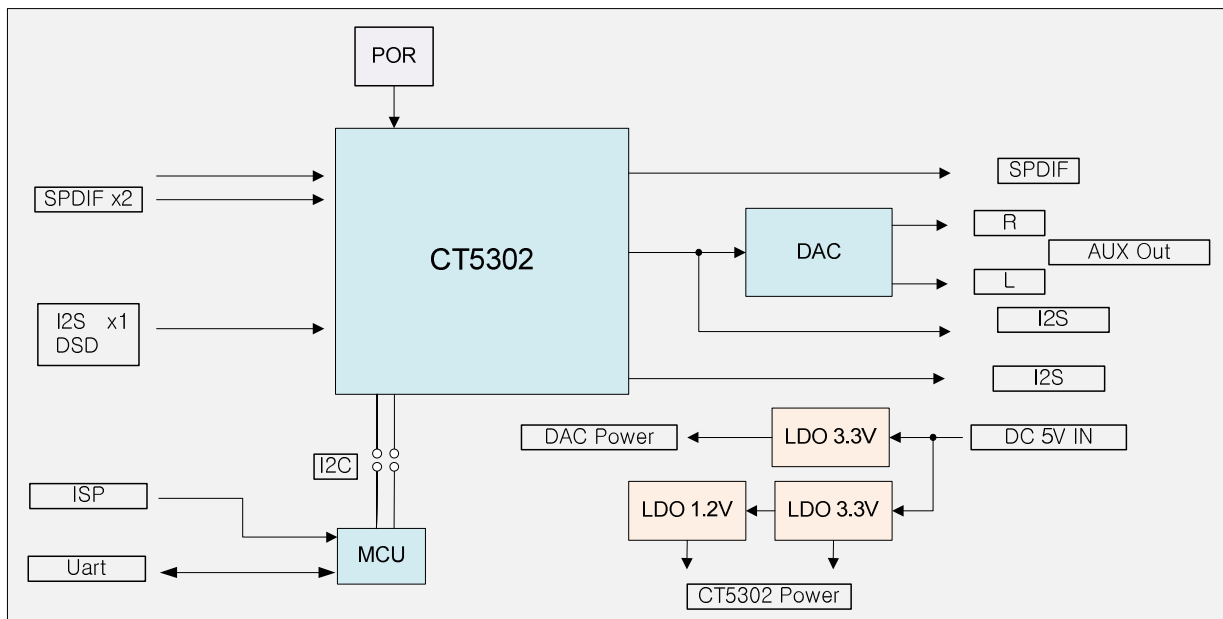 POR
SPDIF x2
CT5302
SPDIF
R
DAC
AUX Out
L
I2S x1
DSD
I2S
I2S
DAC Power
LDO 3.3V
DC 5V IN
I2C
ISP
LDO 1.2V
LDO 3.3V
MCU
Uart
CT5302 Power